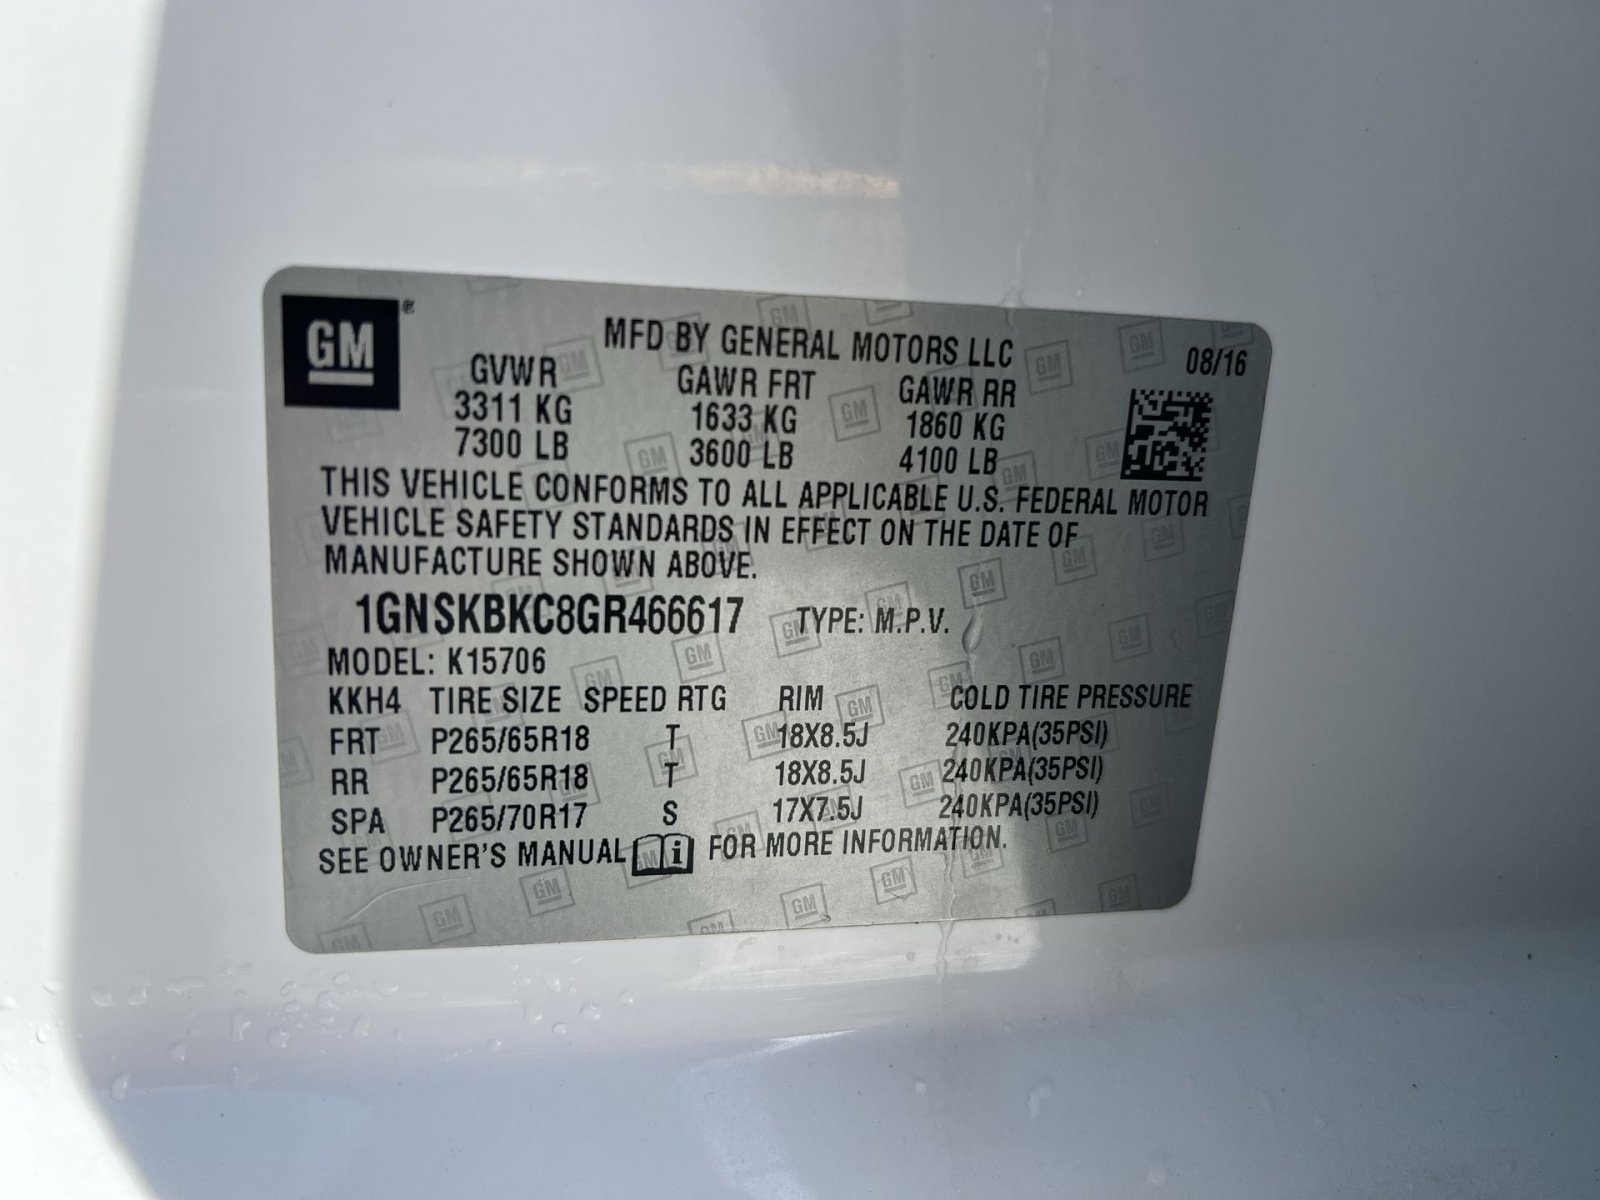 GM®
MFD BY GENERAL MOTORS LLC 08/16
GVWR GAWR FRT GAWR RR
3311 KG 1633 KG 1860 KG
7300 LB 3600 LB 4100 LB
THIS VEHICLE CONFORMS TO ALL APPLICABLE U.S. FEDERAL MOTOR
VEHICLE SAFETY STANDARDS IN EFFECT ON THE DATE OF
MANUFACTURE SHOWN ABOVE.
1GNSKBKC8GR466617 TYPE: M.P.V.
MODEL: K15706
KKH4 TIRE SIZE SPEED RTG RIM COLD TIRE PRESSURE
FRT P265/65R18 T 18X8.5J 240KPA(35PSI)
RR P265/65R18 T 18X8.5J 240KPA(35PSI)
SPA P265/70R17 S 17X7.5J 240KPA(35PSI)
SEE OWNER'S MANUAL i FOR MORE INFORMATION.